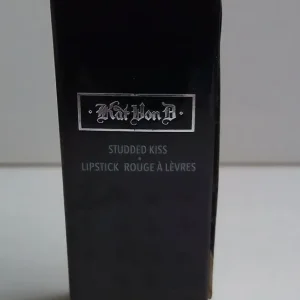 · Kat Von D ·
STUDDED KISS
+
LIPSTICK ROUGE À LÈVRES